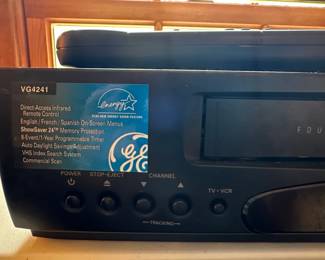 VG4241
energy
Direct-Access Infrared
Remote Control
English / French / Spanish On-Screen Menus
ShowSaver 24™ Memory Protection
8-Event/1-Year Programmable Timer
Auto Daylight Savings Adjustment
VHS Index Search System
Commercial Scan
GE
POWER STOP•EJECT CHANNEL
TV • VCR
TRACKING